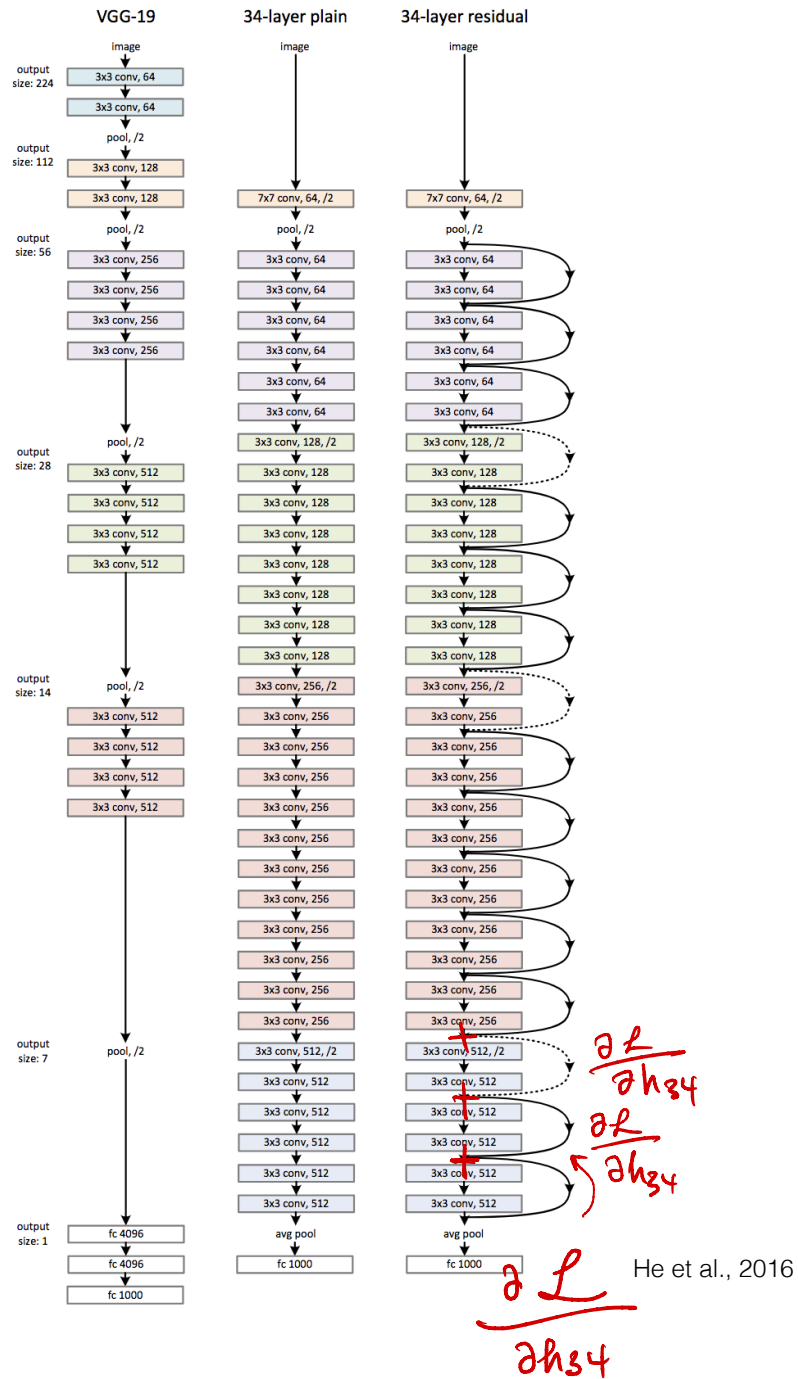 VGG-19
image
output
size: 224
3x3 conv, 64
3x3 conv, 64
pool, /2
output
size: 112
3x3 conv, 128
3x3 conv, 128
pool, /2
output
size: 56
3x3 conv, 256
3x3 conv, 256
3x3 conv, 256
3x3 conv, 256
pool, /2
output
size: 28
3x3 conv, 512
3x3 conv, 512
3x3 conv, 512
3x3 conv, 512
pool, /2
output
size: 14
3x3 conv, 512
3x3 conv, 512
3x3 conv, 512
3x3 conv, 512
pool, /2
output
size: 7
output
size: 1
fc 4096
fc 4096
fc 1000
34-layer plain
image
7x7 conv, 64, /2
pool, /2
3x3 conv, 64
3x3 conv, 64
3x3 conv, 64
3x3 conv, 64
3x3 conv, 64
3x3 conv, 64
3x3 conv, 128, /2
3x3 conv, 128
3x3 conv, 128
3x3 conv, 128
3x3 conv, 128
3x3 conv, 128
3x3 conv, 128
3x3 conv, 128
3x3 conv, 256, /2
3x3 conv, 256
3x3 conv, 256
3x3 conv, 256
3x3 conv, 256
3x3 conv, 256
3x3 conv, 256
3x3 conv, 256
3x3 conv, 256
3x3 conv, 256
3x3 conv, 256
3x3 conv, 256
3x3 conv, 512, /2
3x3 conv, 512
3x3 conv, 512
3x3 conv, 512
3x3 conv, 512
3x3 conv, 512
avg pool
fc 1000
34-layer residual
image
7x7 conv, 64, /2
pool, /2
3x3 conv, 64
3x3 conv, 64
3x3 conv, 64
3x3 conv, 64
3x3 conv, 64
3x3 conv, 64
3x3 conv, 128, /2
3x3 conv, 128
3x3 conv, 128
3x3 conv, 128
3x3 conv, 128
3x3 conv, 128
3x3 conv, 128
3x3 conv, 128
3x3 conv, 256, /2
3x3 conv, 256
3x3 conv, 256
3x3 conv, 256
3x3 conv, 256
3x3 conv, 256
3x3 conv, 256
3x3 conv, 256
3x3 conv, 256
3x3 conv, 256
3x3 conv, 256
3x3 conv, 256
3x3 conv, 512, /2
3x3 conv, 512
3x3 conv, 512
3x3 conv, 512
3x3 conv, 512
3x3 conv, 512
avg pool
fc 1000
∂ℒ
∂h34
∂ℒ
∂h34
He et al., 2016
∂ℒ
∂h34